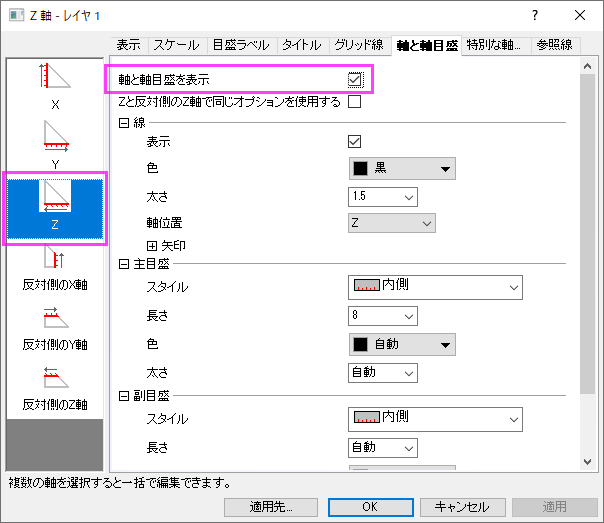 Z 軸 - レイヤ 1
表示 スケール 目盛ラベル タイトル グリッド線 軸と軸目盛 特別な軸... 参照線
X
Y
Z
反対側のX軸
反対側のY軸
反対側のZ軸
軸と軸目盛を表示
Zと反対側のZ軸で同じオプションを使用する
線
表示
色 黒
太さ 1.5
軸位置 Z
矢印
主目盛
スタイル 内側
長さ 8
色 自動
太さ 自動
副目盛
スタイル 内側
長さ 自動
複数の軸を選択すると一括で編集できます。
適用先... OK キャンセル 適用